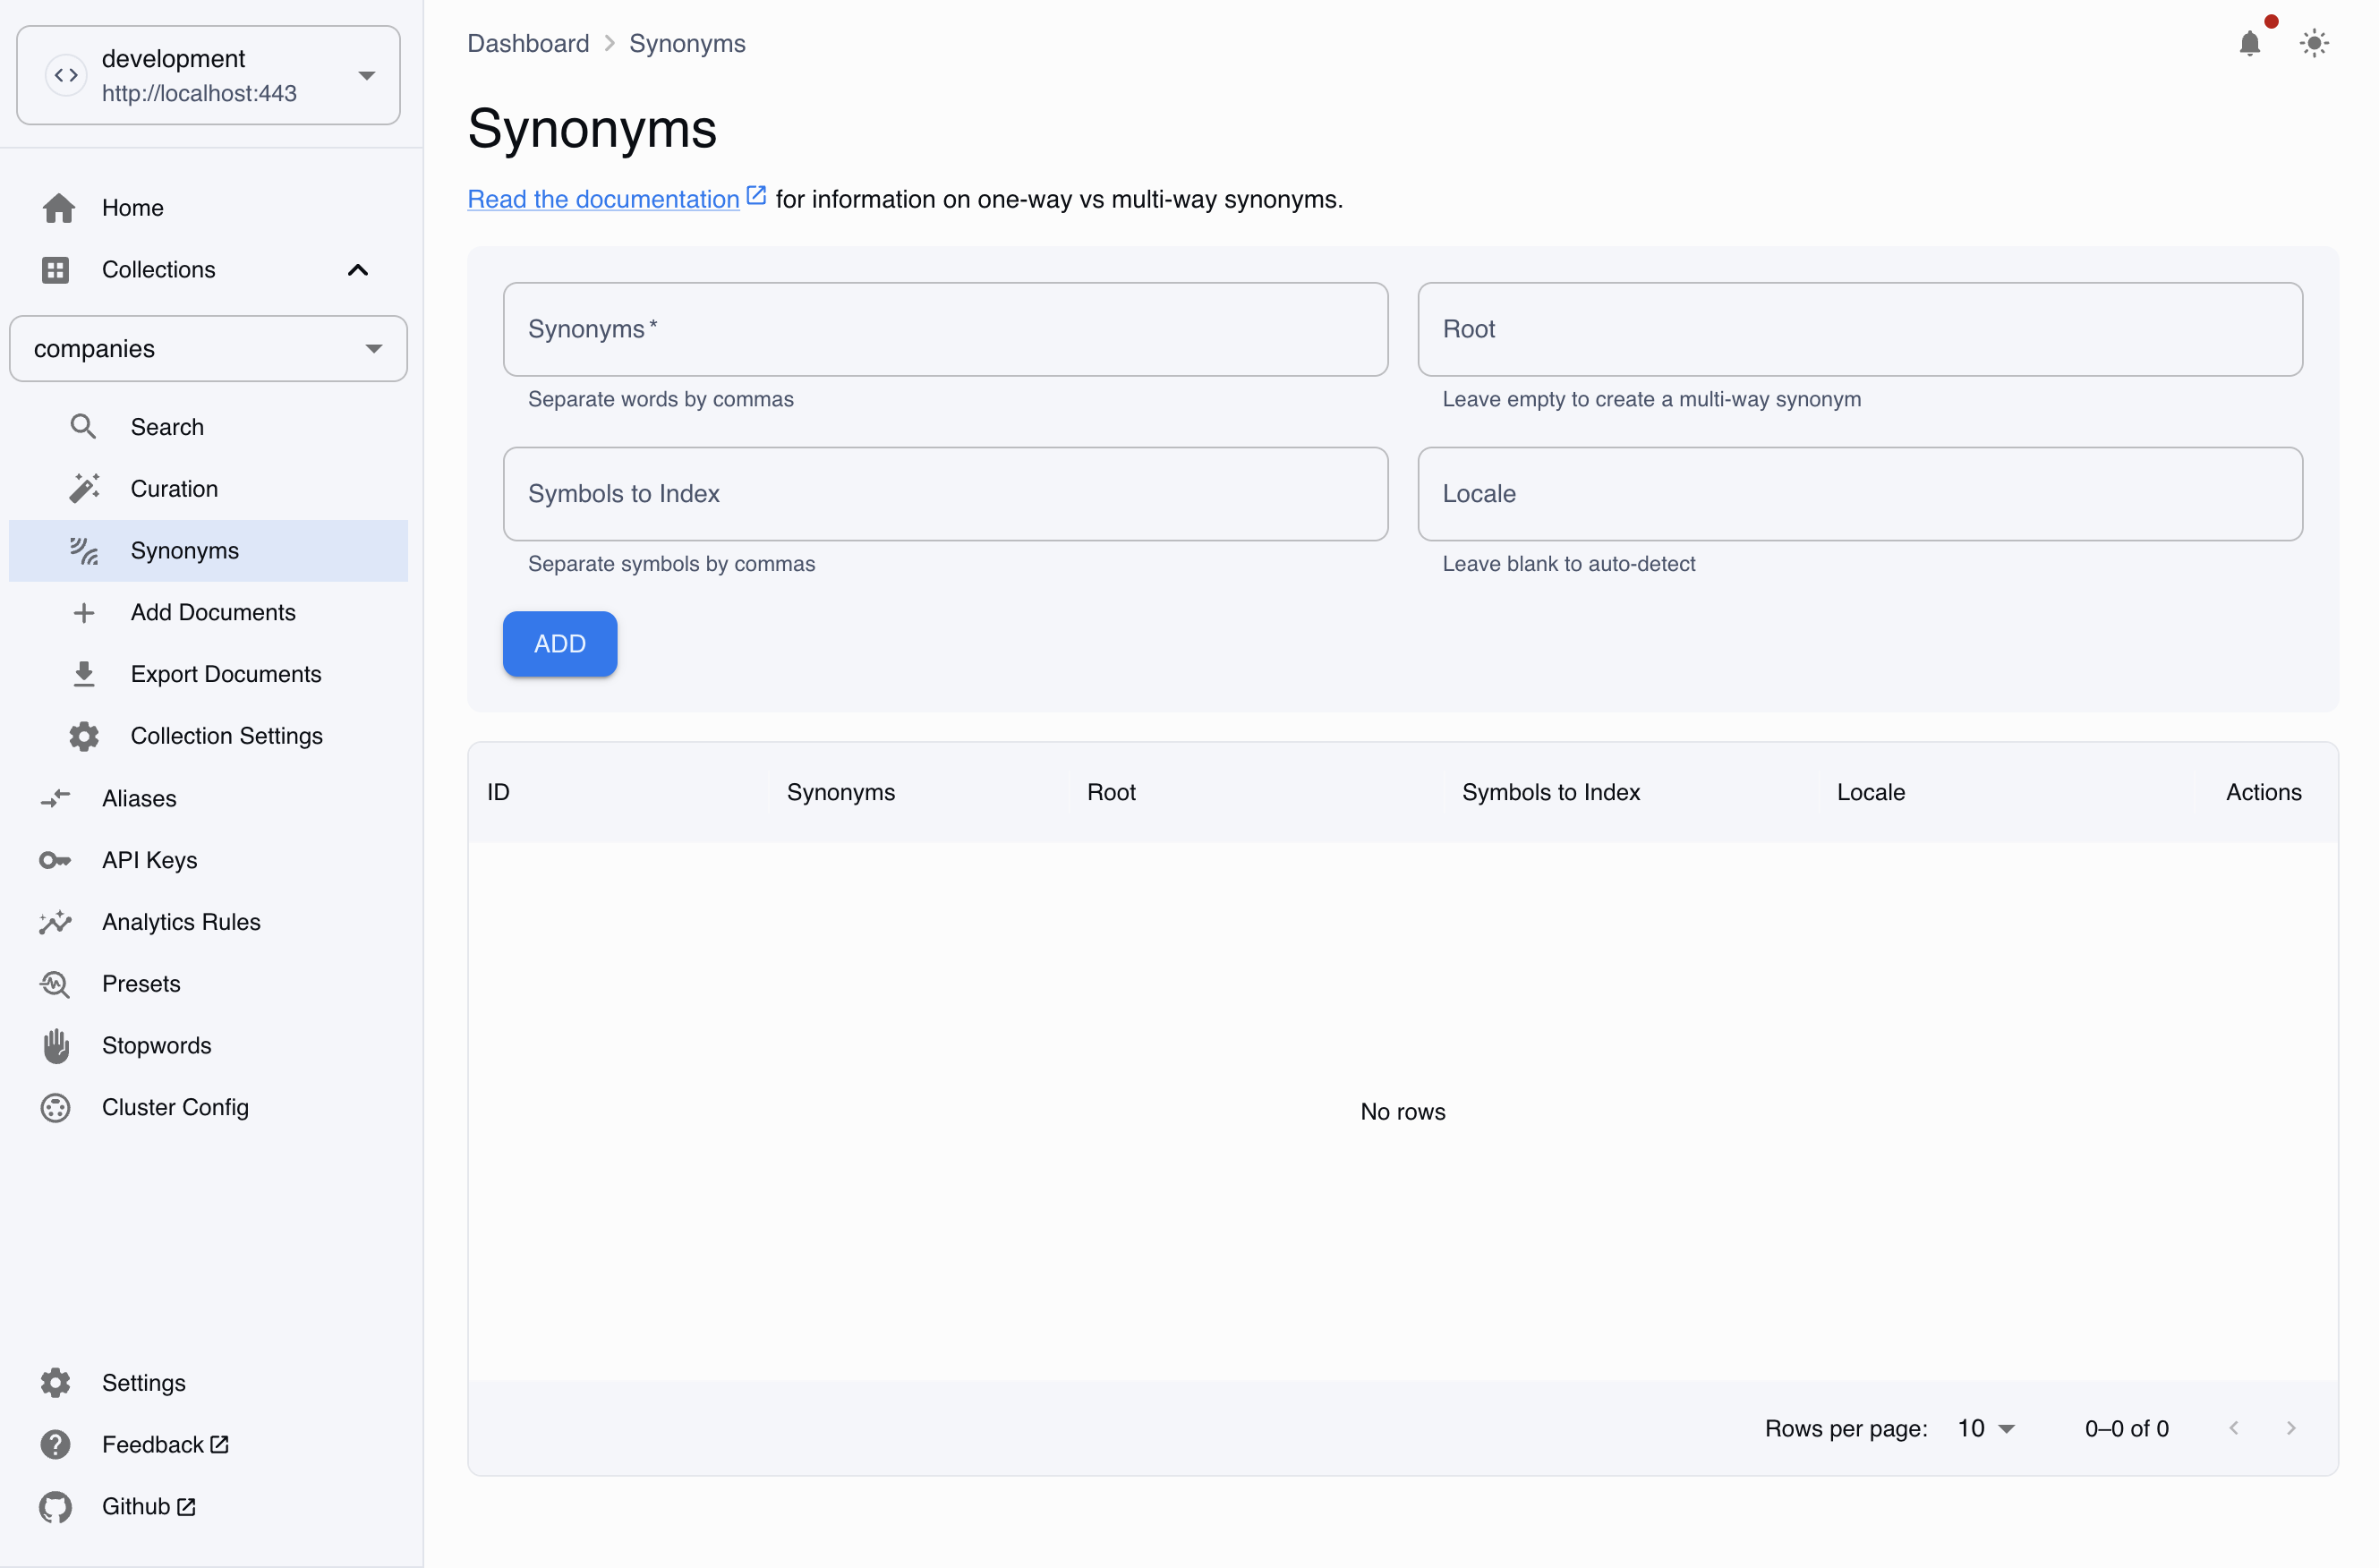 development
http://localhost:443
Home
Collections
companies
Search
Curation
Synonyms
Add Documents
Export Documents
Collection Settings
Aliases
API Keys
Analytics Rules
Presets
Stopwords
Cluster Config
Settings
Feedback
Github
Dashboard > Synonyms
Synonyms
Read the documentation for information on one-way vs multi-way synonyms.
Synonyms *
Separate words by commas
Root
Leave empty to create a multi-way synonym
Symbols to Index
Separate symbols by commas
Locale
Leave blank to auto-detect
ADD
ID Synonyms Root Symbols to Index Locale Actions
No rows
Rows per page: 10 0–0 of 0